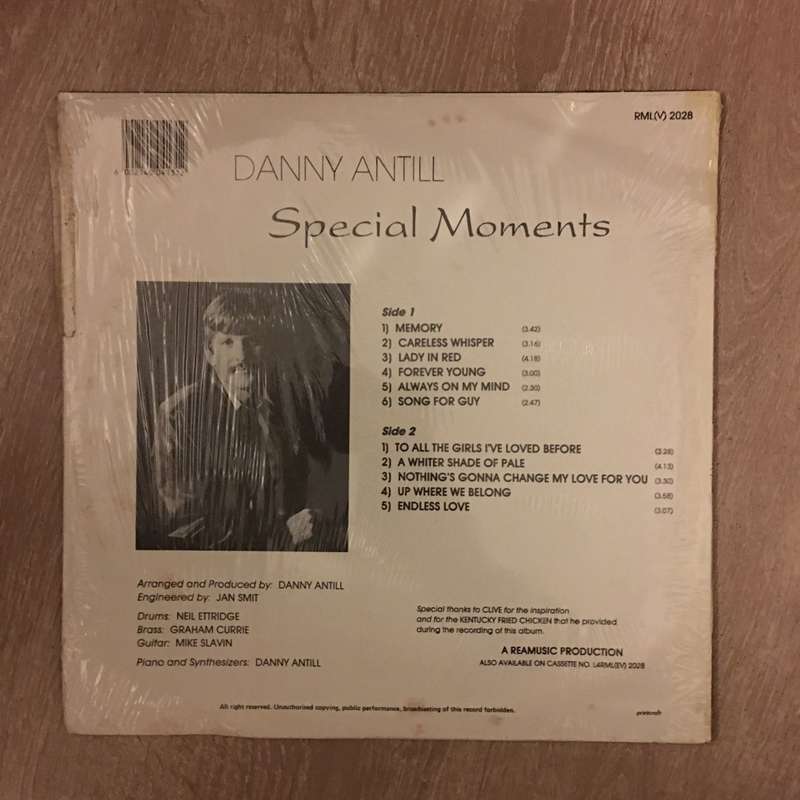 RML(V) 2028
DANNY ANTILL
Special Moments
Side 1
1) MEMORY (3.42)
2) CARELESS WHISPER (3.16)
3) LADY IN RED (4.18)
4) FOREVER YOUNG (3.00)
5) ALWAYS ON MY MIND (2.30)
6) SONG FOR GUY (2.47)
Side 2
1) TO ALL THE GIRLS I'VE LOVED BEFORE (3.28)
2) A WHITER SHADE OF PALE (4.13)
3) NOTHING'S GONNA CHANGE MY LOVE FOR YOU (3.30)
4) UP WHERE WE BELONG (3.58)
5) ENDLESS LOVE (3.07)
Arranged and Produced by: DANNY ANTILL
Engineered by: JAN SMIT
Drums: NEIL ETTRIDGE
Brass: GRAHAM CURRIE
Guitar: MIKE SLAVIN
Piano and Synthesizers: DANNY ANTILL
Special thanks to CLIVE for the inspiration
and for the KENTUCKY FRIED CHICKEN that he provided
during the recording of this album.
A REAMUSIC PRODUCTION
ALSO AVAILABLE ON CASSETTE NO. L4RML(EV) 2028
All right reserved. Unauthorised copying, public performance, broadcasting of this record forbidden.
printcraft